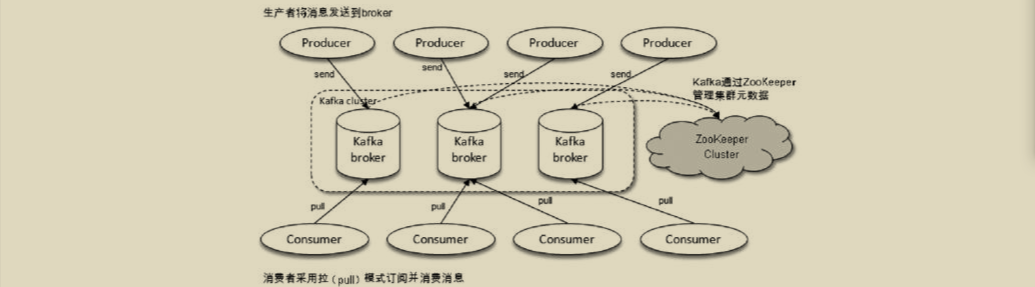 生产者将消息发送到broker
Producer
Producer
Producer
Producer
send
send
send
send
Kafka通过ZooKeeper
管理集群元数据
Kafka cluster
Kafka
broker
Kafka
broker
Kafka
broker
ZooKeeper
Cluster
pull
pull
pull
pull
Consumer
Consumer
Consumer
Consumer
消费者采用拉（pull）模式订阅并消费消息